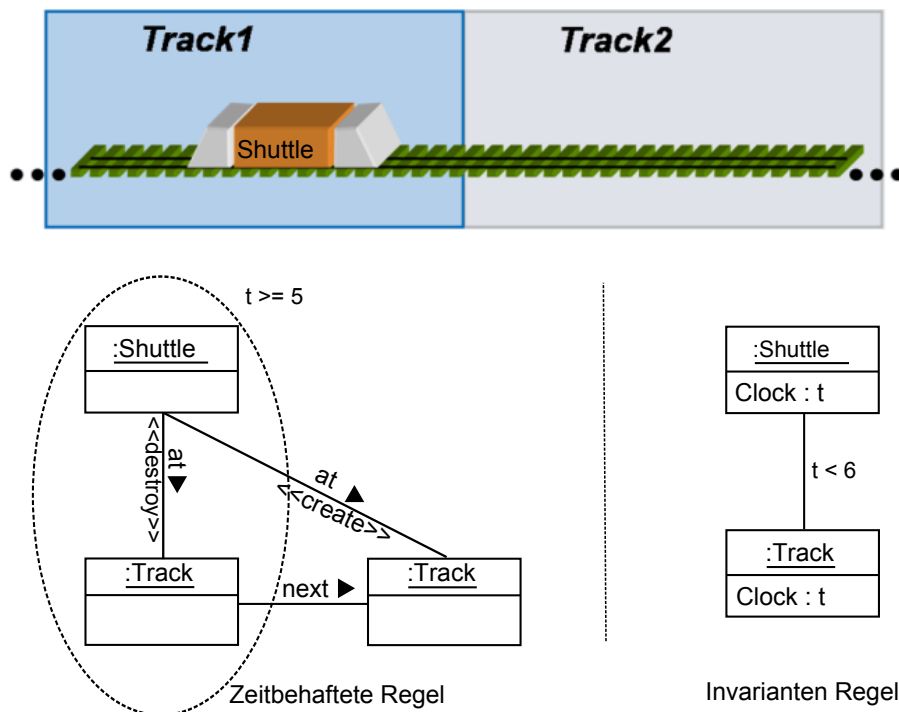 Track1
Track2
Shuttle
t >= 5
:Shuttle
at
<<destroy>>
at
<<create>>
:Track
next
:Track
Zeitbehaftete Regel
:Shuttle
Clock : t
t < 6
:Track
Clock : t
Invarianten Regel